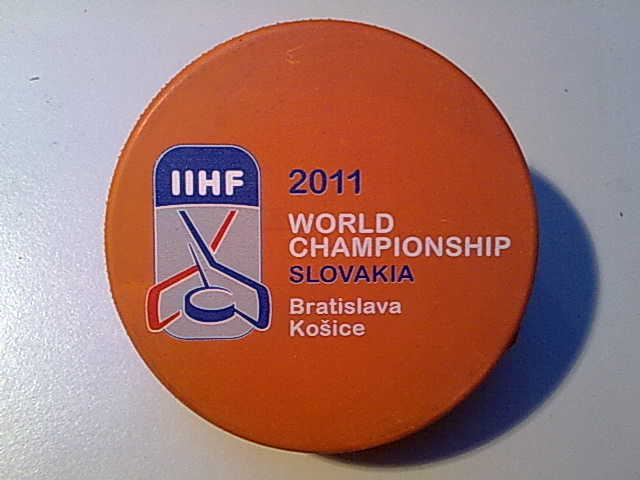 IIHF
2011
WORLD
CHAMPIONSHIP
SLOVAKIA
Bratislava
Košice